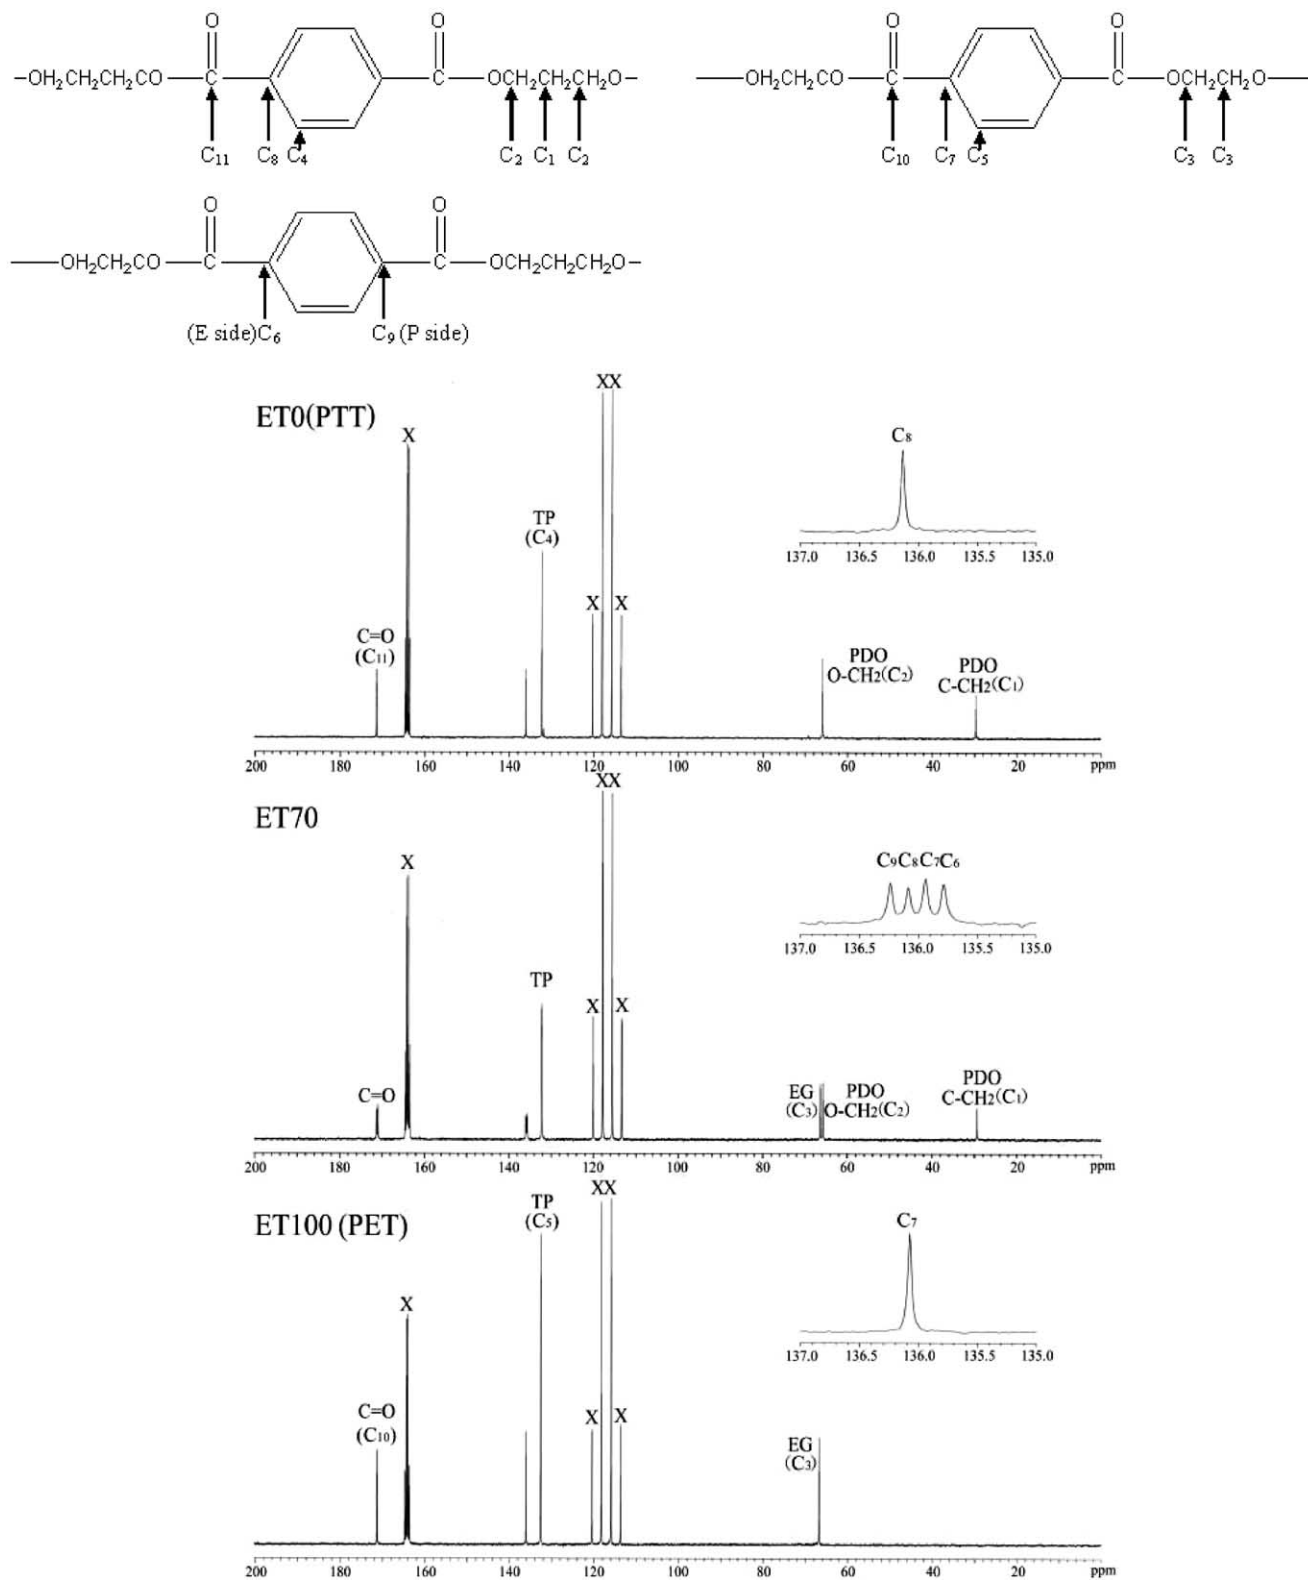 O O O O
–OH₂CH₂CH₂CO C C OCH₂CH₂CH₂O– OH₂CH₂CO C C OCH₂CH₂O
C₁₁ C₈ C₄ C₂ C₁ C₂ C₁₀ C₇ C₅ C₃ C₃
O O
OH₂CH₂CO C C OCH₂CH₂CH₂O–
(E side)C₆ C₉ (P side)
ET0(PTT)
X
XX
TP
(C₄)
C=O
(C₁₁)
X X
PDO
O-CH2(C₂)
PDO
C-CH2(C₁)
C₈
137.0 136.5 136.0 135.5 135.0
200 180 160 140 120 100 80 60 40 20 ppm
ET70
X
XX
TP
C=O
X X
EG
(C₃)
PDO
O-CH2(C₂)
PDO
C-CH2(C₁)
C₉C₈C₇C₆
137.0 136.5 136.0 135.5 135.0
200 180 160 140 120 100 80 60 40 20 ppm
ET100 (PET)
X
XX
TP
(C₅)
C=O
(C₁₀)
X X
EG
(C₃)
C₇
137.0 136.5 136.0 135.5 135.0
200 180 160 140 120 100 80 60 40 20 ppm